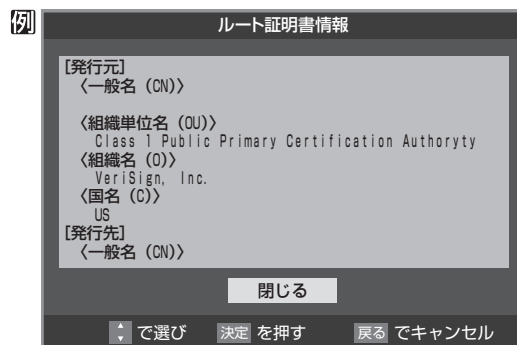 例
ルート証明書情報
[発行元]
〈一般名（CN)〉
〈組織単位名（OU)〉
Class 1 Public Primary Certification Authoryty
〈組織名（O)〉
VeriSign, Inc.
〈国名（C)〉
US
[発行先]
〈一般名（CN)〉
閉じる
で選び 決定 を押す 戻る でキャンセル